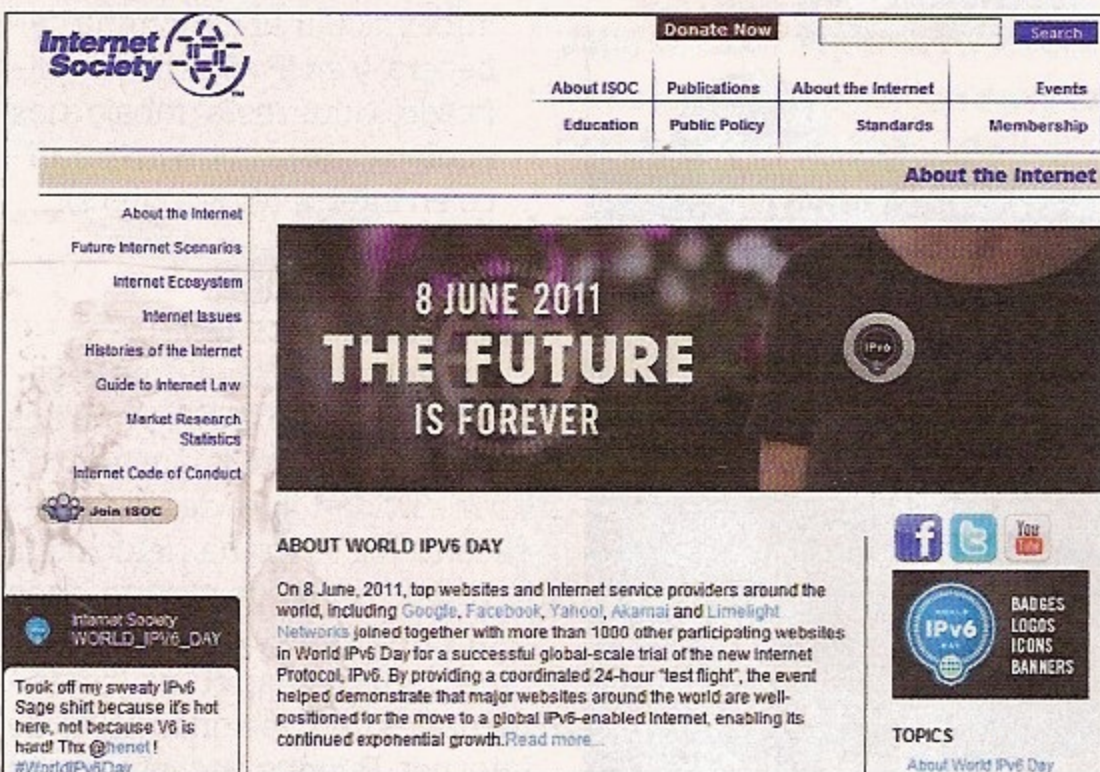 Internet
Society
Donate Now
Search
About ISOC
Publications
About the Internet
Events
Education
Public Policy
Standards
Membership
About the Internet
About the Internet
Future Internet Scenarios
Internet Ecosystem
Internet Issues
Histories of the Internet
Guide to Internet Law
Market Research
Statistics
Internet Code of Conduct
Join ISOC
8 JUNE 2011
THE FUTURE
IS FOREVER
IPv6
ABOUT WORLD IPV6 DAY
On 8 June, 2011, top websites and Internet service providers around the
world, including Google, Facebook, Yahoo!, Akamai and Limelight
Networks joined together with more than 1000 other participating websites
in World IPv6 Day for a successful global-scale trial of the new Internet
Protocol, IPv6. By providing a coordinated 24-hour "test flight", the event
helped demonstrate that major websites around the world are well-
positioned for the move to a global IPv6-enabled Internet, enabling its
continued exponential growth. Read more...
Internet Society
WORLD_IPV6_DAY
Took off my sweaty IPv6
Sage shirt because it's hot
here, not because V6 is
hard! Thx @henet!
#WorldIPv6Day
You
Tube
WORLD
IPv6
DAY
BADGES
LOGOS
ICONS
BANNERS
TOPICS
About World IPv6 Day